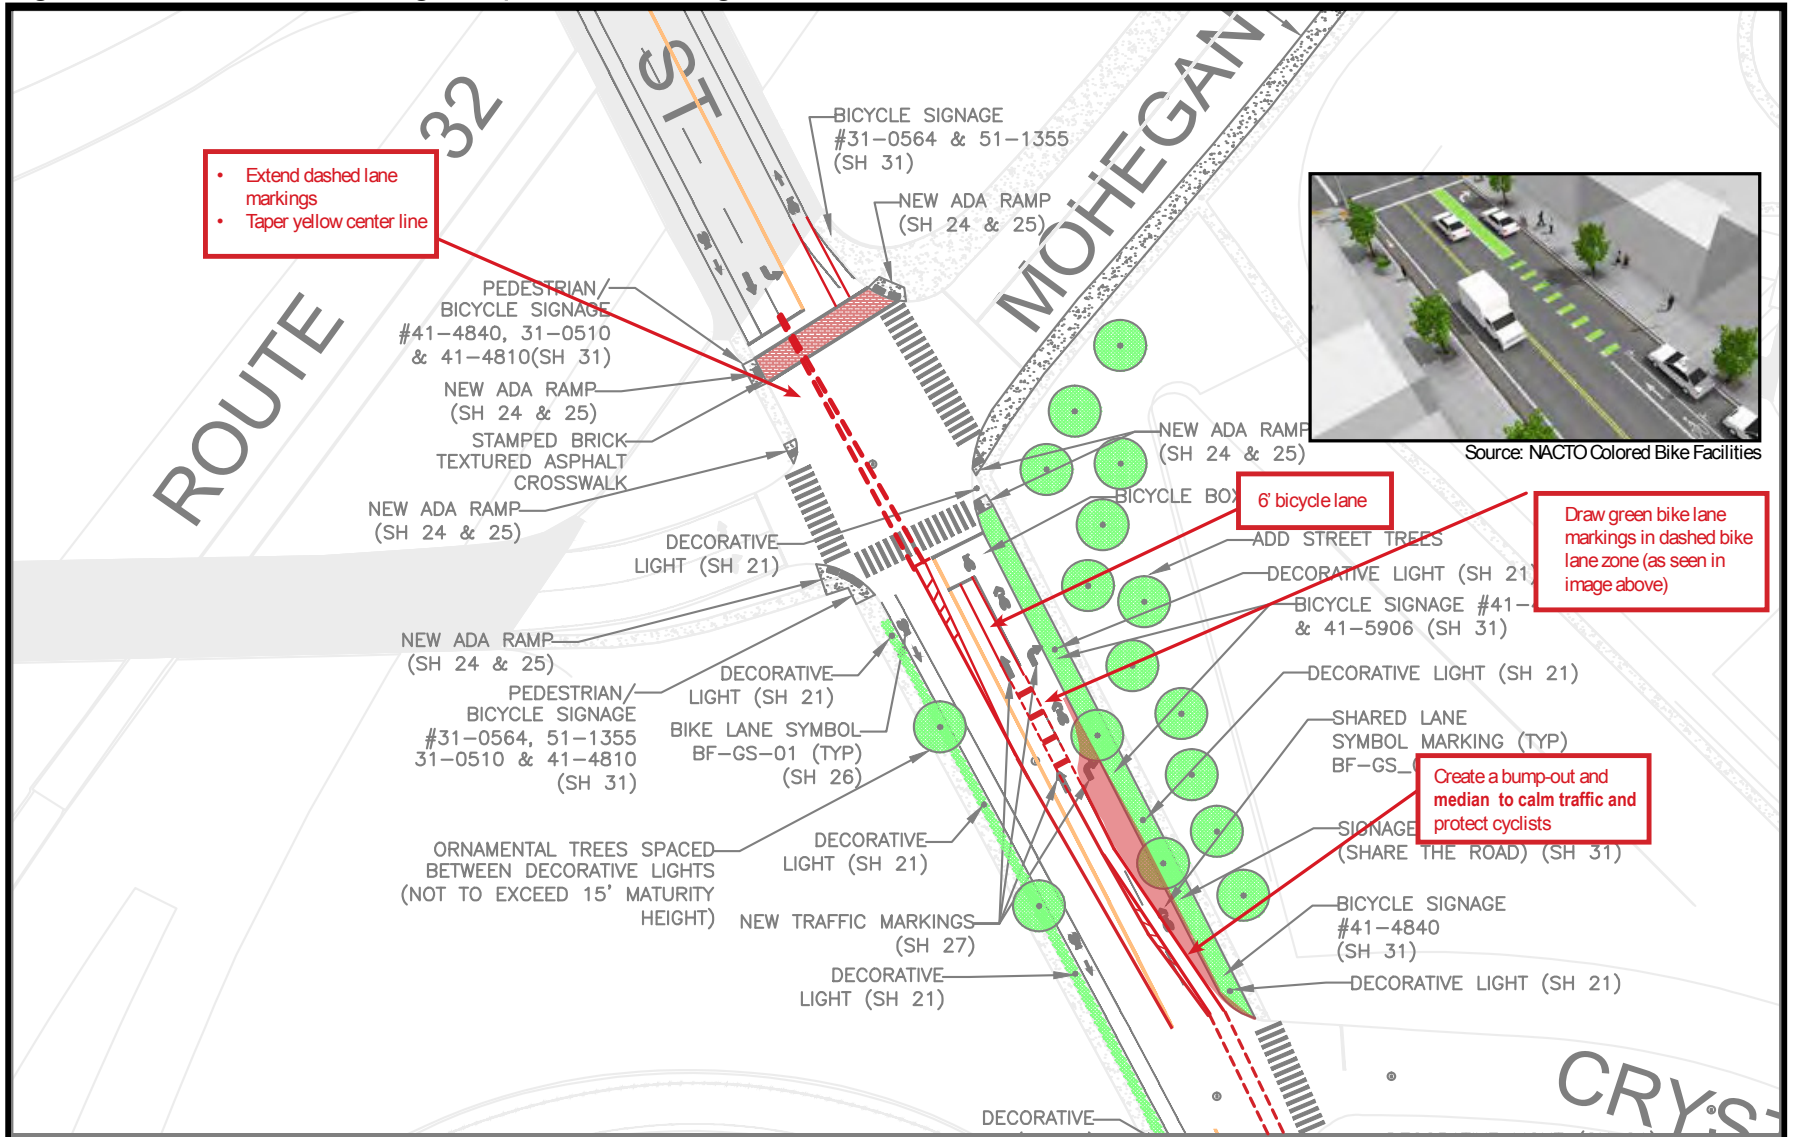 ST
ROUTE 32
MOHEGAN
BICYCLE SIGNAGE
#31-0564 & 51-1355
(SH 31)
NEW ADA RAMP
(SH 24 & 25)
• Extend dashed lane
markings
• Taper yellow center line
PEDESTRIAN/
BICYCLE SIGNAGE
#41-4840, 31-0510
& 41-4810(SH 31)
NEW ADA RAMP
(SH 24 & 25)
STAMPED BRICK
TEXTURED ASPHALT
CROSSWALK
NEW ADA RAMP
(SH 24 & 25)
DECORATIVE
LIGHT (SH 21)
NEW ADA RAMP
(SH 24 & 25)
PEDESTRIAN/
BICYCLE SIGNAGE
#31-0564, 51-1355
31-0510 & 41-4810
(SH 31)
DECORATIVE
LIGHT (SH 21)
BIKE LANE SYMBOL
BF-GS-01 (TYP)
(SH 26)
ORNAMENTAL TREES SPACED
BETWEEN DECORATIVE LIGHTS
(NOT TO EXCEED 15' MATURITY
HEIGHT)
DECORATIVE
LIGHT (SH 21)
NEW TRAFFIC MARKINGS
(SH 27)
DECORATIVE
LIGHT (SH 21)
DECORATIVE
Source: NACTO Colored Bike Facilities
NEW ADA RAMP
(SH 24 & 25)
BICYCLE BOX
6' bicycle lane
Draw green bike lane
markings in dashed bike
lane zone (as seen in
image above)
ADD STREET TREES
DECORATIVE LIGHT (SH 21)
BICYCLE SIGNAGE #41-
& 41-5906 (SH 31)
DECORATIVE LIGHT (SH 21)
SHARED LANE
SYMBOL MARKING (TYP)
BF-GS_
Create a bump-out and
median to calm traffic and
protect cyclists
SIGNAGE
(SHARE THE ROAD) (SH 31)
BICYCLE SIGNAGE
#41-4840
(SH 31)
DECORATIVE LIGHT (SH 21)
CRYS